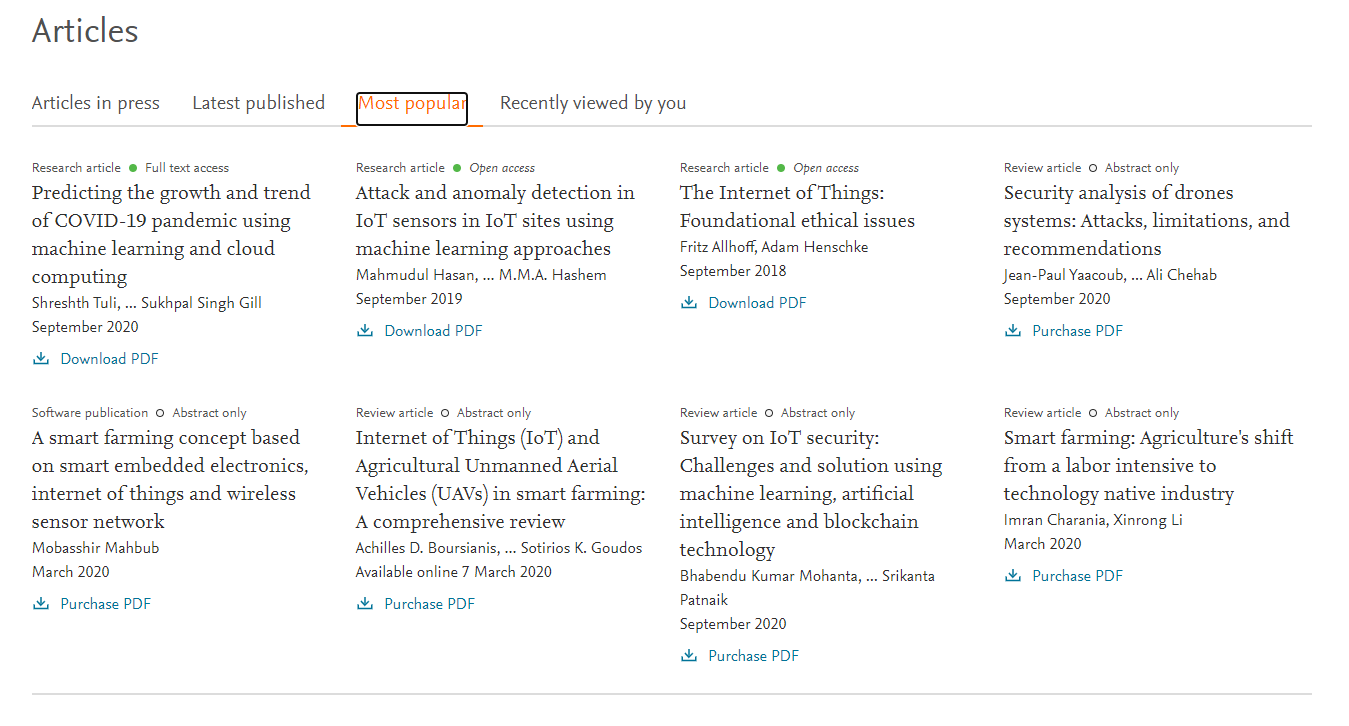 Articles
Articles in press
Latest published
Most popular
Recently viewed by you
Research article Full text access
Predicting the growth and trend
of COVID-19 pandemic using
machine learning and cloud
computing
Shreshth Tuli, ... Sukhpal Singh Gill
September 2020
Download PDF
Research article Open access
Attack and anomaly detection in
IoT sensors in IoT sites using
machine learning approaches
Mahmudul Hasan, ... M.M.A. Hashem
September 2019
Download PDF
Research article Open access
The Internet of Things:
Foundational ethical issues
Fritz Allhoff, Adam Henschke
September 2018
Download PDF
Review article Abstract only
Security analysis of drones
systems: Attacks, limitations, and
recommendations
Jean-Paul Yaacoub, ... Ali Chehab
September 2020
Purchase PDF
Software publication Abstract only
A smart farming concept based
on smart embedded electronics,
internet of things and wireless
sensor network
Mobasshir Mahbub
March 2020
Purchase PDF
Review article Abstract only
Internet of Things (IoT) and
Agricultural Unmanned Aerial
Vehicles (UAVs) in smart farming:
A comprehensive review
Achilles D. Boursianis, ... Sotirios K. Goudos
Available online 7 March 2020
Purchase PDF
Review article Abstract only
Survey on IoT security:
Challenges and solution using
machine learning, artificial
intelligence and blockchain
technology
Bhabendu Kumar Mohanta, ... Srikanta
Patnaik
September 2020
Purchase PDF
Review article Abstract only
Smart farming: Agriculture's shift
from a labor intensive to
technology native industry
Imran Charania, Xinrong Li
March 2020
Purchase PDF